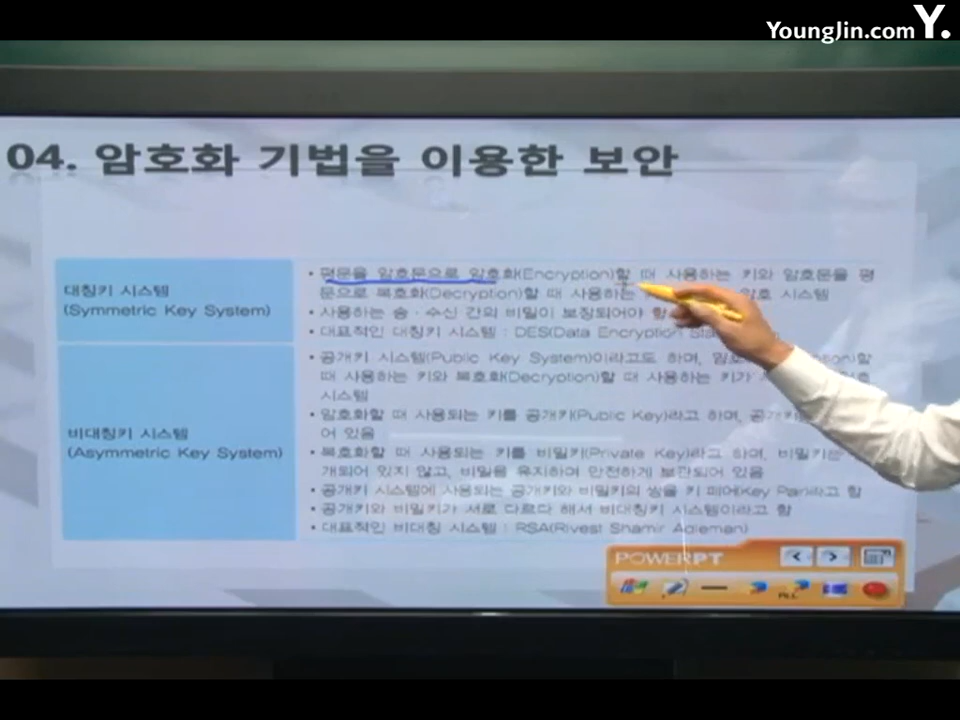 YoungJin.com Y.
04. 암호화 기법을 이용한 보안
대칭키 시스템
(Symmetric Key System)
• 평문을 암호문으로 암호화(Encryption)할 때 사용하는 키와 암호문을 평
문으로 복호화(Decryption)할 때 사용하는 암호 시스템
• 사용하는 송·수신 간의 비밀이 보장되어야 함
• 대표적인 대칭키 시스템 : DES(Data Encryption
비대칭키 시스템
(Asymmetric Key System)
• 공개키 시스템(Public Key System)이라고도 하며, 할
때 사용하는 키와 복호화(Decryption)할 때 사용하는 키가
시스템
• 암호화할 때 사용되는 키를 공개키(Public Key)라고 하며,
어 있음
• 복호화할 때 사용되는 키를 비밀키(Private Key)라고 하며, 비밀키는
개되어 있지 않고, 비밀을 유지하며 안전하게 보관되어 있음
• 공개키 시스템에 사용되는 공개키와 비밀키의 쌍을 키 페어(Key Pair)라고 함
• 공개키와 비밀키가 서로 다르다 해서 비대칭키 시스템이라고 함
• 대표적인 비대칭 시스템 : RSA(Rivest Shamir Adleman)
POWERPT